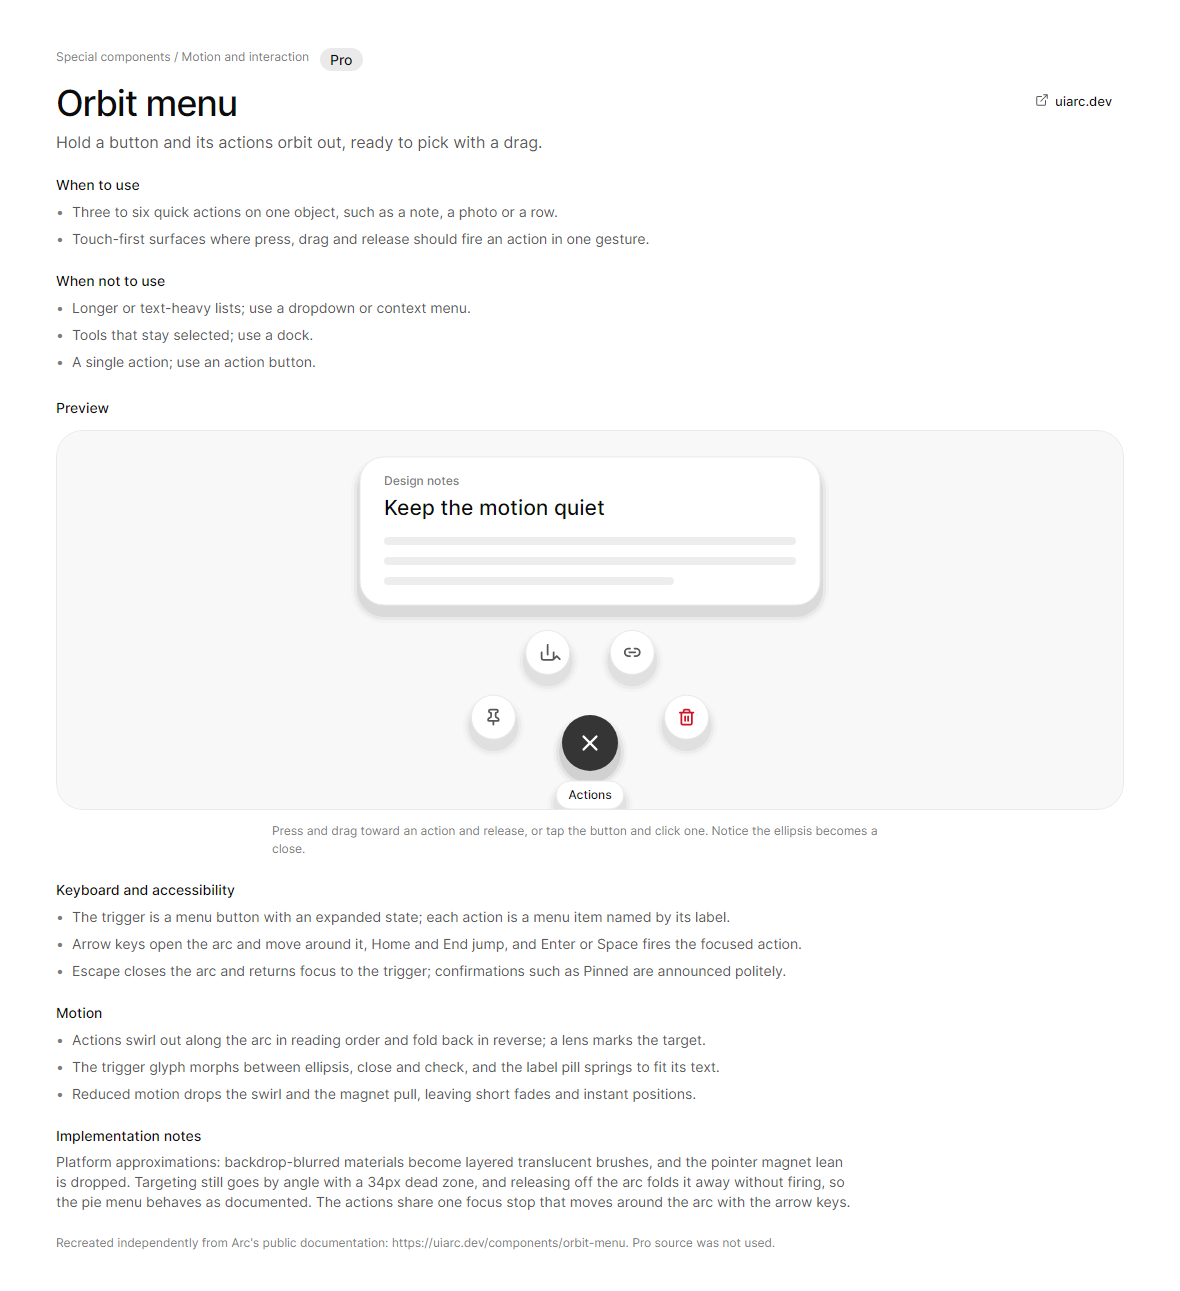 Special components / Motion and interaction
Pro
Orbit menu
uiarc.dev
Hold a button and its actions orbit out, ready to pick with a drag.
When to use
• Three to six quick actions on one object, such as a note, a photo or a row.
• Touch-first surfaces where press, drag and release should fire an action in one gesture.
When not to use
• Longer or text-heavy lists; use a dropdown or context menu.
• Tools that stay selected; use a dock.
• A single action; use an action button.
Preview
Design notes
Keep the motion quiet
Actions
Press and drag toward an action and release, or tap the button and click one. Notice the ellipsis becomes a
close.
Keyboard and accessibility
• The trigger is a menu button with an expanded state; each action is a menu item named by its label.
• Arrow keys open the arc and move around it, Home and End jump, and Enter or Space fires the focused action.
• Escape closes the arc and returns focus to the trigger; confirmations such as Pinned are announced politely.
Motion
• Actions swirl out along the arc in reading order and fold back in reverse; a lens marks the target.
• The trigger glyph morphs between ellipsis, close and check, and the label pill springs to fit its text.
• Reduced motion drops the swirl and the magnet pull, leaving short fades and instant positions.
Implementation notes
Platform approximations: backdrop-blurred materials become layered translucent brushes, and the pointer magnet lean
is dropped. Targeting still goes by angle with a 34px dead zone, and releasing off the arc folds it away without firing, so
the pie menu behaves as documented. The actions share one focus stop that moves around the arc with the arrow keys.
Recreated independently from Arc's public documentation: https://uiarc.dev/components/orbit-menu. Pro source was not used.